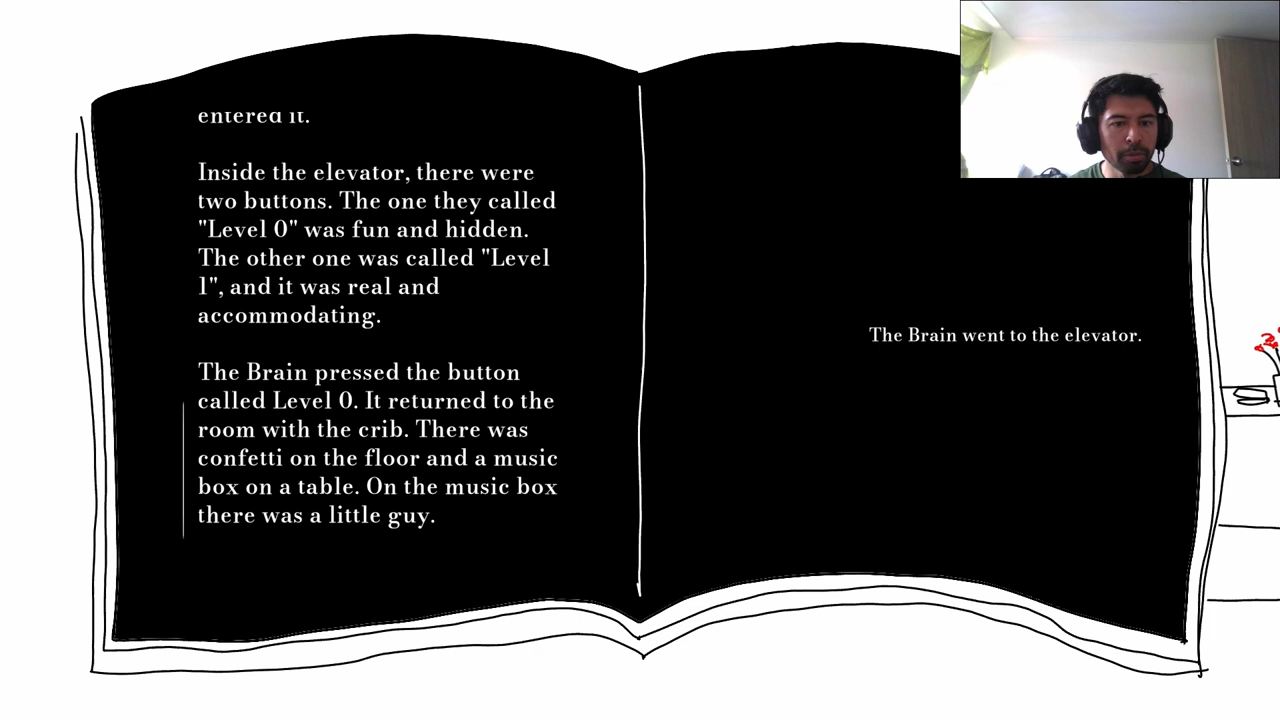 entered it.
Inside the elevator, there were
two buttons. The one they called
"Level 0" was fun and hidden.
The other one was called "Level
1", and it was real and
accommodating.
The Brain pressed the button
called Level 0. It returned to the
room with the crib. There was
confetti on the floor and a music
box on a table. On the music box
there was a little guy.
The Brain went to the elevator.